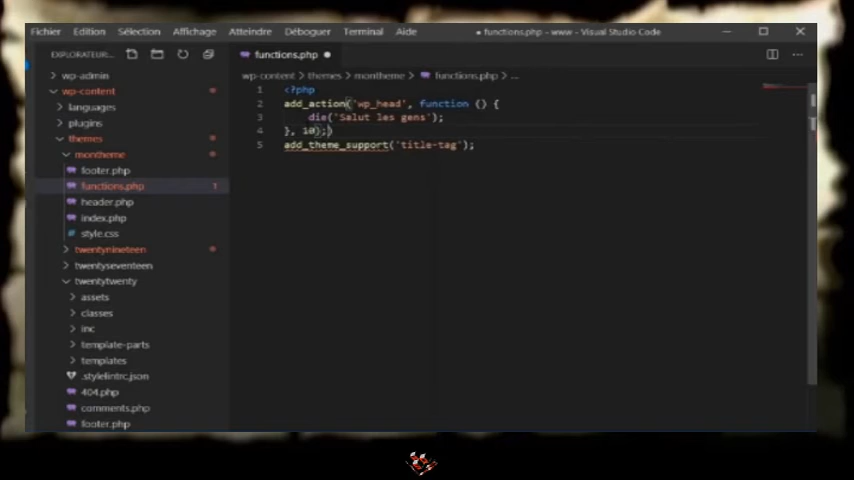 Fichier Edition Sélection Affichage Atteindre Déboguer Terminal Aide ● functions.php - www - Visual Studio Code
EXPLORATEUR...
functions.php ●
wp-content > themes > montheme > functions.php > ...
wp-admin
wp-content
languages
plugins
themes
montheme
footer.php
functions.php 1
header.php
index.php
style.css
twentynineteen
twentyseventeen
twentytwenty
assets
classes
inc
template-parts
templates
.stylelintrc.json
404.php
comments.php
footer.php
1 <?php
2 add_action('wp_head', function () {
3 die('Salut les gens');
4 }, 10);)
5 add_theme_support('title-tag');